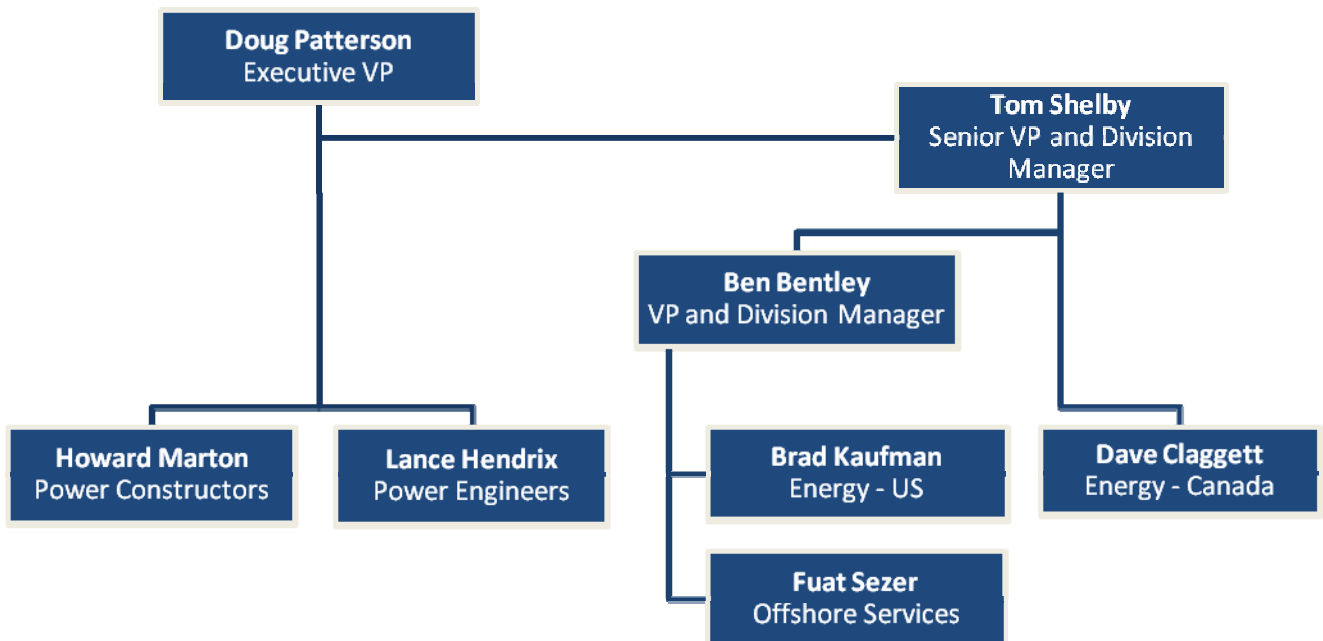 Doug Patterson
Executive VP
Tom Shelby
Senior VP and Division
Manager
Ben Bentley
VP and Division Manager
Howard Marton
Power Constructors
Lance Hendrix
Power Engineers
Brad Kaufman
Energy - US
Dave Claggett
Energy - Canada
Fuat Sezer
Offshore Services